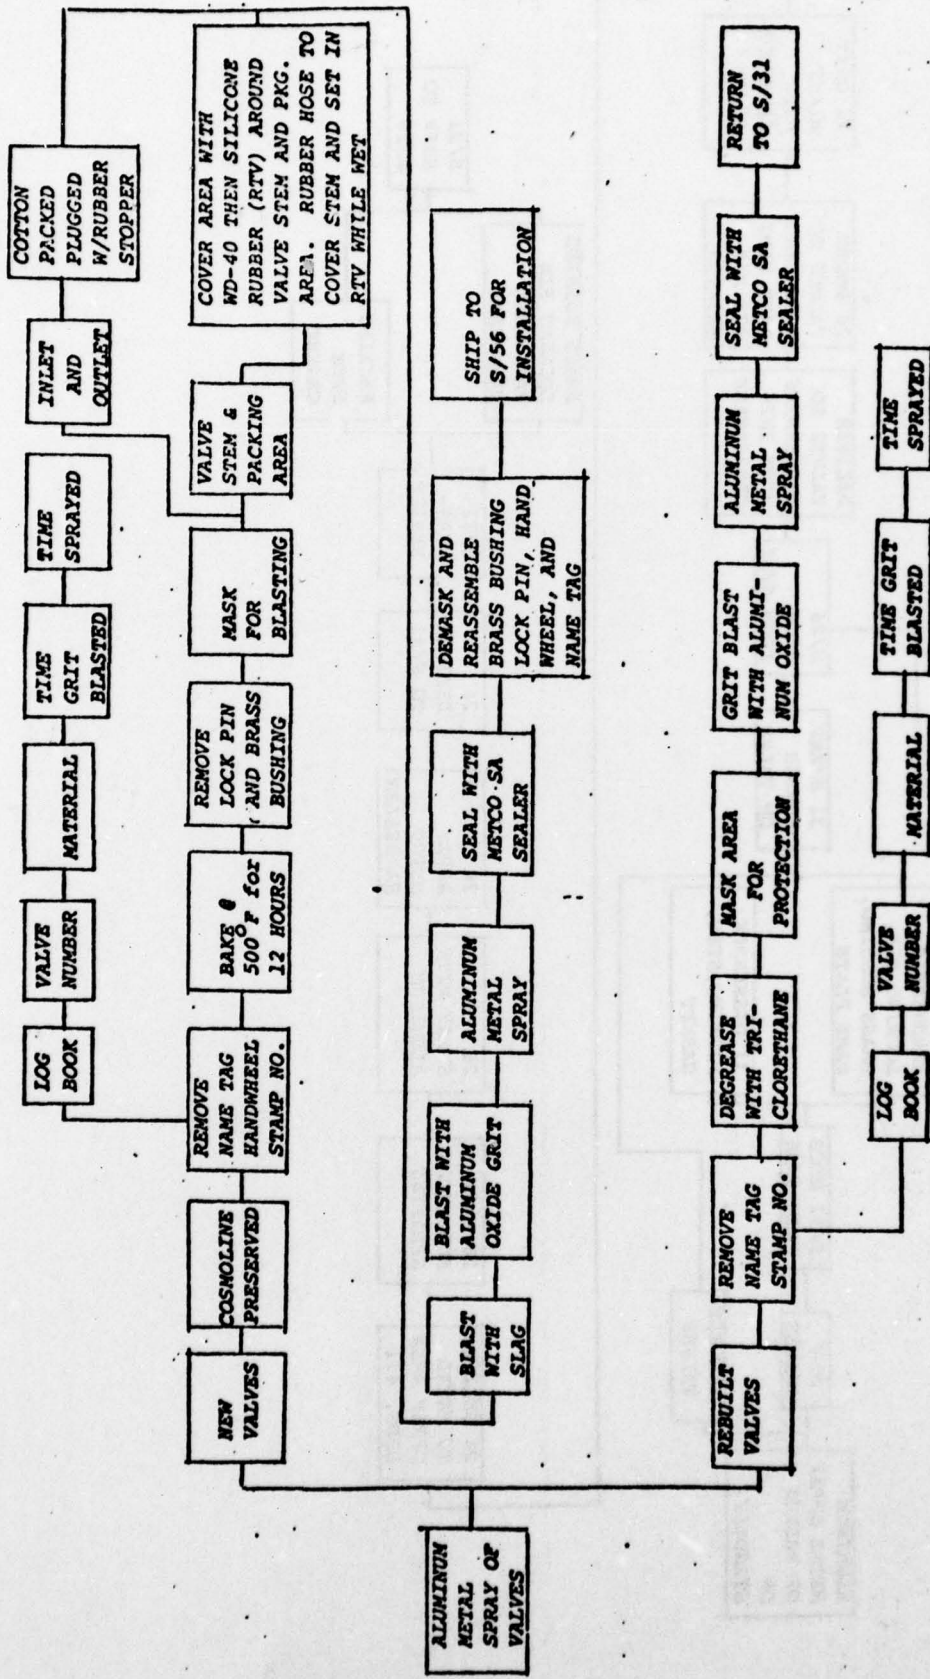 ALUMINUM
METAL
SPRAY OF
VALVES
NEW
VALVES
COSMOLINE
PRESERVED
REMOVE
NAME TAG
HANDWHEEL
STAMP NO.
LOG
BOOK
VALVE
NUMBER
MATERIAL
TIME
GRIT
BLASTED
TIME
SPRAYED
BAKE @
500°F for
12 HOURS
REMOVE
LOCK PIN
AND BRASS
BUSHING
MASK
FOR
BLASTING
INLET
AND
OUTLET
COTTON
PACKED
PLUGGED
W/RUBBER
STOPPER
VALVE
STEM &
PACKING
AREA
COVER AREA WITH
WD-40 THEN SILICONE
RUBBER (RTV) AROUND
VALVE STEM AND PKG.
AREA. RUBBER HOSE TO
COVER STEM AND SET IN
RTV WHILE WET
BLAST
WITH
SLAG
BLAST WITH
ALUMINUM
OXIDE GRIT
ALUMINUM
METAL
SPRAY
SEAL WITH
METCO SA
SEALER
DEMASK AND
REASSEMBLE
BRASS BUSHING
LOCK PIN, HAND
WHEEL, AND
NAME TAG
SHIP TO
S/56 FOR
INSTALLATION
REBUILT
VALVES
REMOVE
NAME TAG
STAMP NO.
LOG
BOOK
VALVE
NUMBER
MATERIAL
TIME GRIT
BLASTED
TIME
SPRAYED
DEGREASE
WITH TRI-
CLORETHANE
MASK AREA
FOR
PROTECTION
GRIT BLAST
WITH ALUMI-
NUM OXIDE
ALUMINUM
METAL
SPRAY
SEAL WITH
METCO SA
SEALER
RETURN
TO S/31